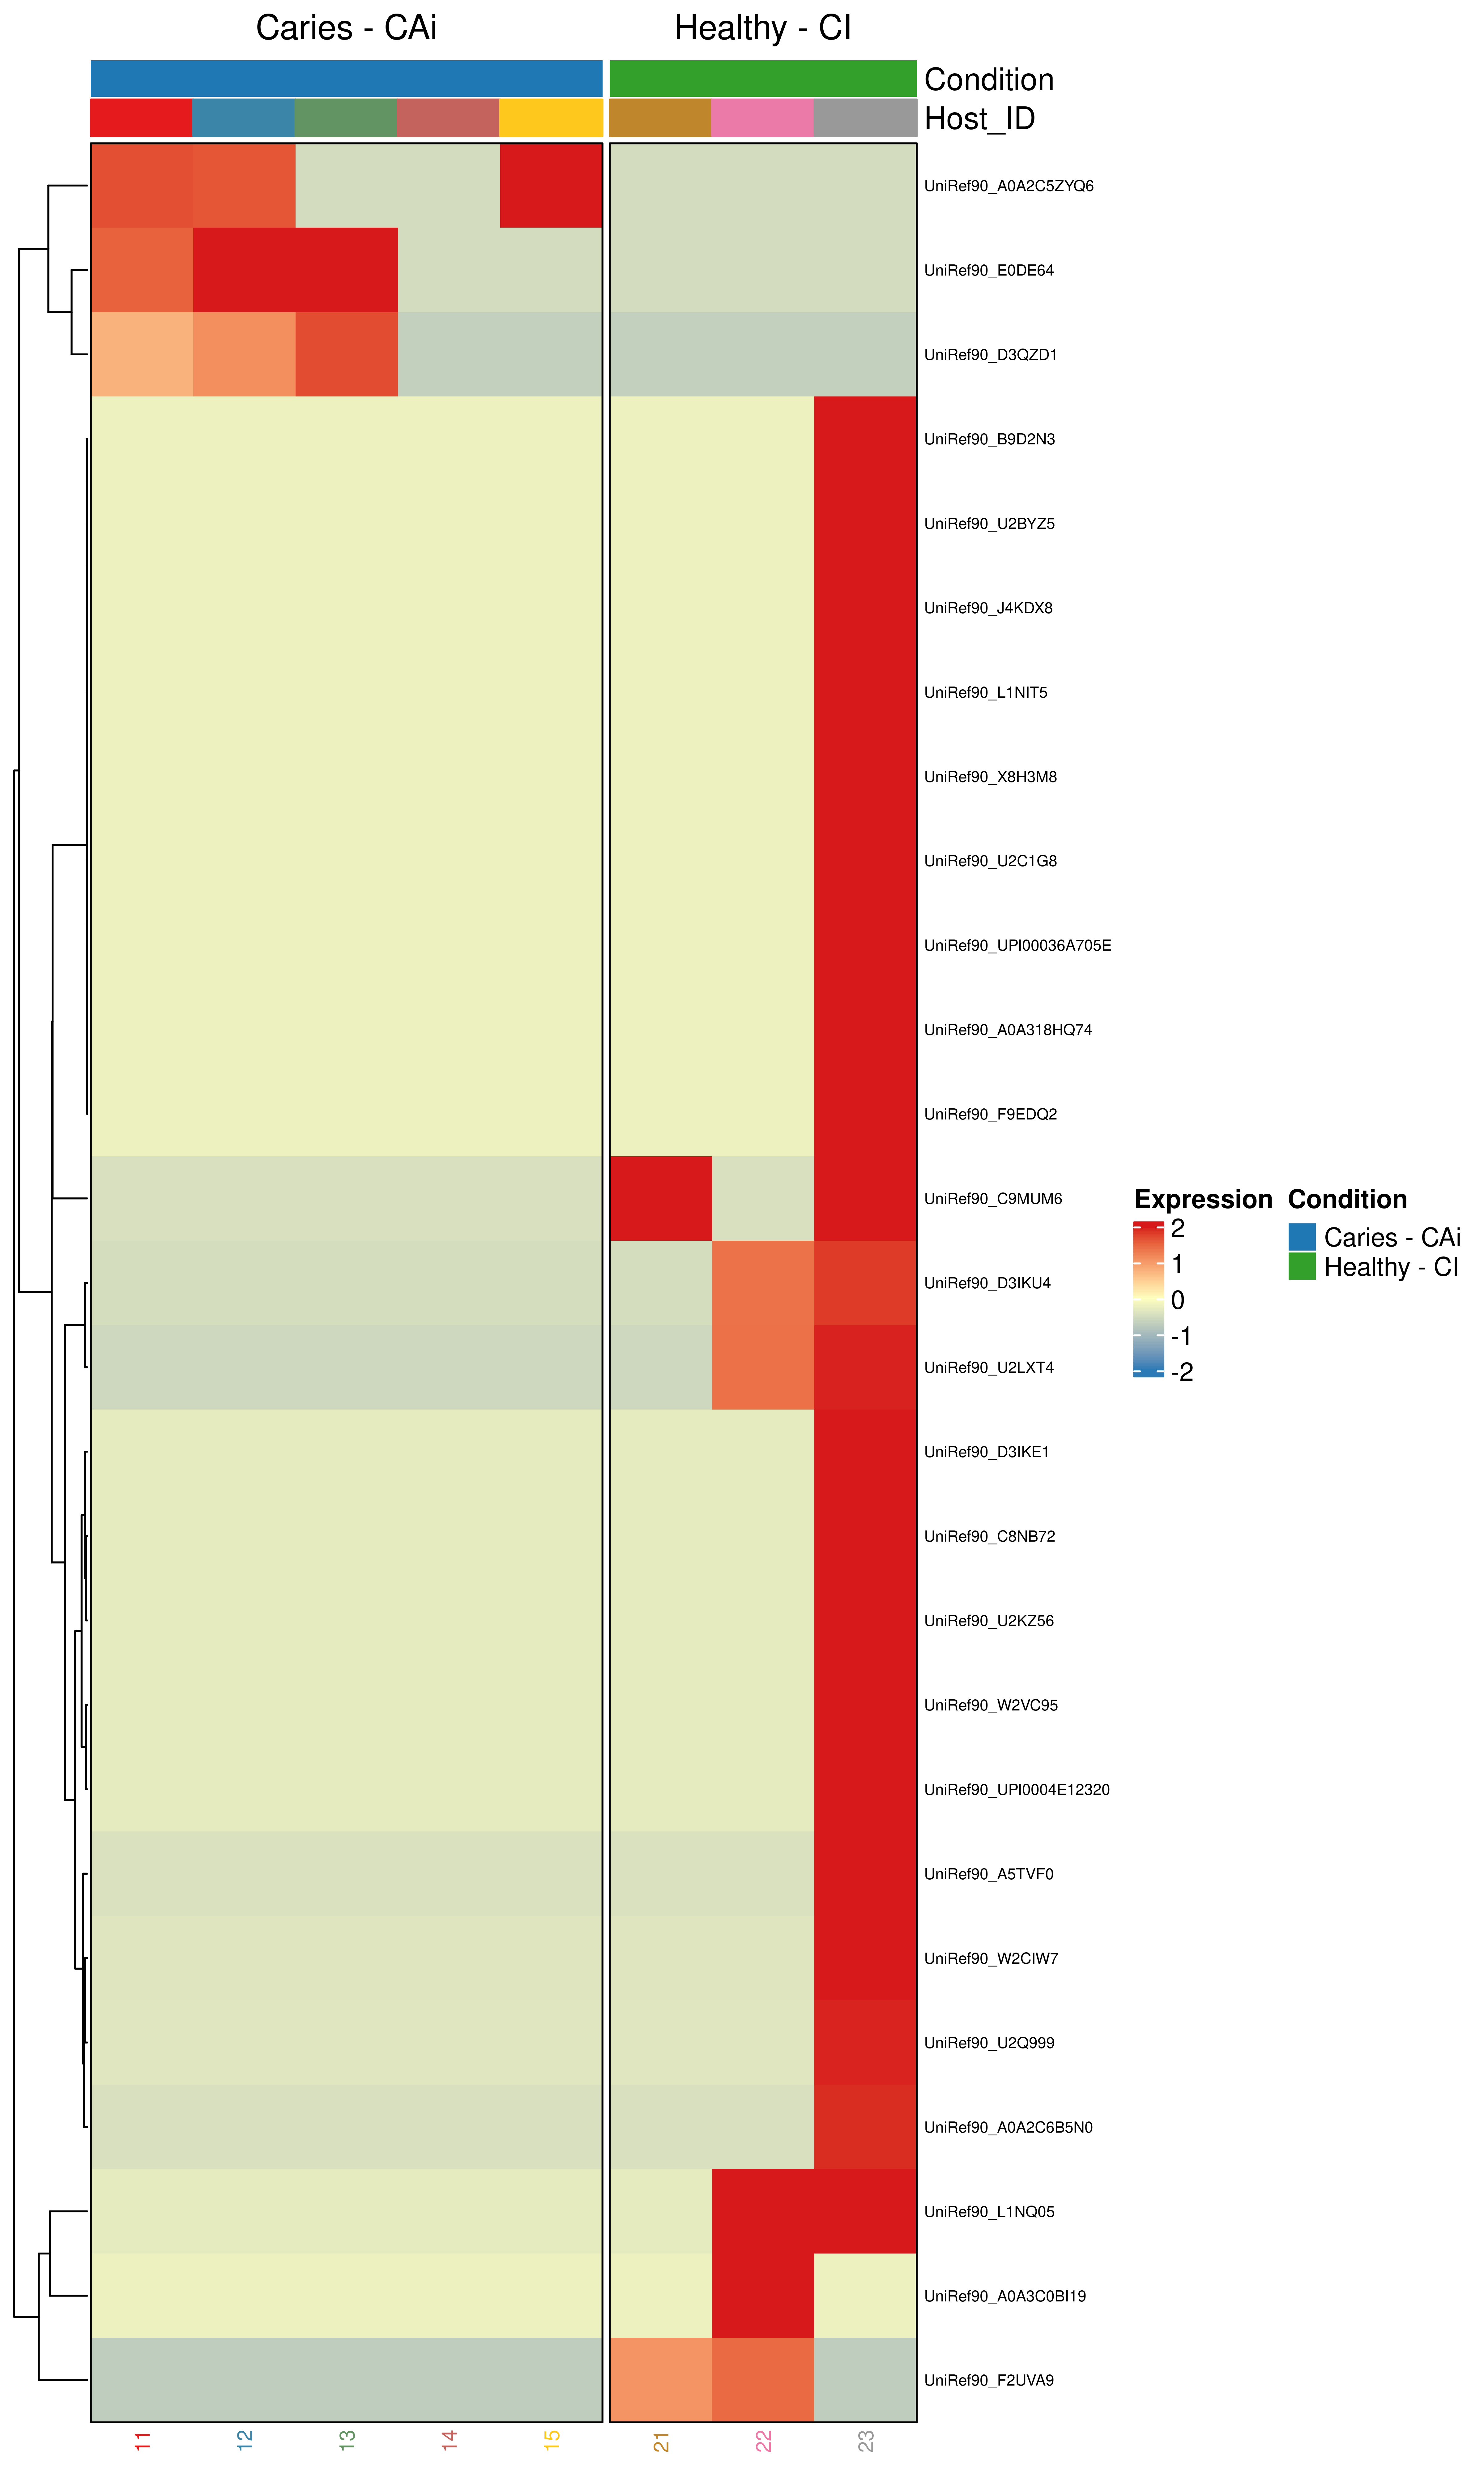 Caries - CAi
Healthy - CI
Condition
Host_ID
UniRef90_A0A2C5ZYQ6
UniRef90_E0DE64
UniRef90_D3QZD1
UniRef90_B9D2N3
UniRef90_U2BYZ5
UniRef90_J4KDX8
UniRef90_L1NIT5
UniRef90_X8H3M8
UniRef90_U2C1G8
UniRef90_UPI00036A705E
UniRef90_A0A318HQ74
UniRef90_F9EDQ2
UniRef90_C9MUM6
UniRef90_D3IKU4
UniRef90_U2LXT4
UniRef90_D3IKE1
UniRef90_C8NB72
UniRef90_U2KZ56
UniRef90_W2VC95
UniRef90_UPI0004E12320
UniRef90_A5TVF0
UniRef90_W2CIW7
UniRef90_U2Q999
UniRef90_A0A2C6B5N0
UniRef90_L1NQ05
UniRef90_A0A3C0BI19
UniRef90_F2UVA9
11
12
13
14
15
21
22
23
Expression
2
1
0
-1
-2
Condition
Caries - CAi
Healthy - CI